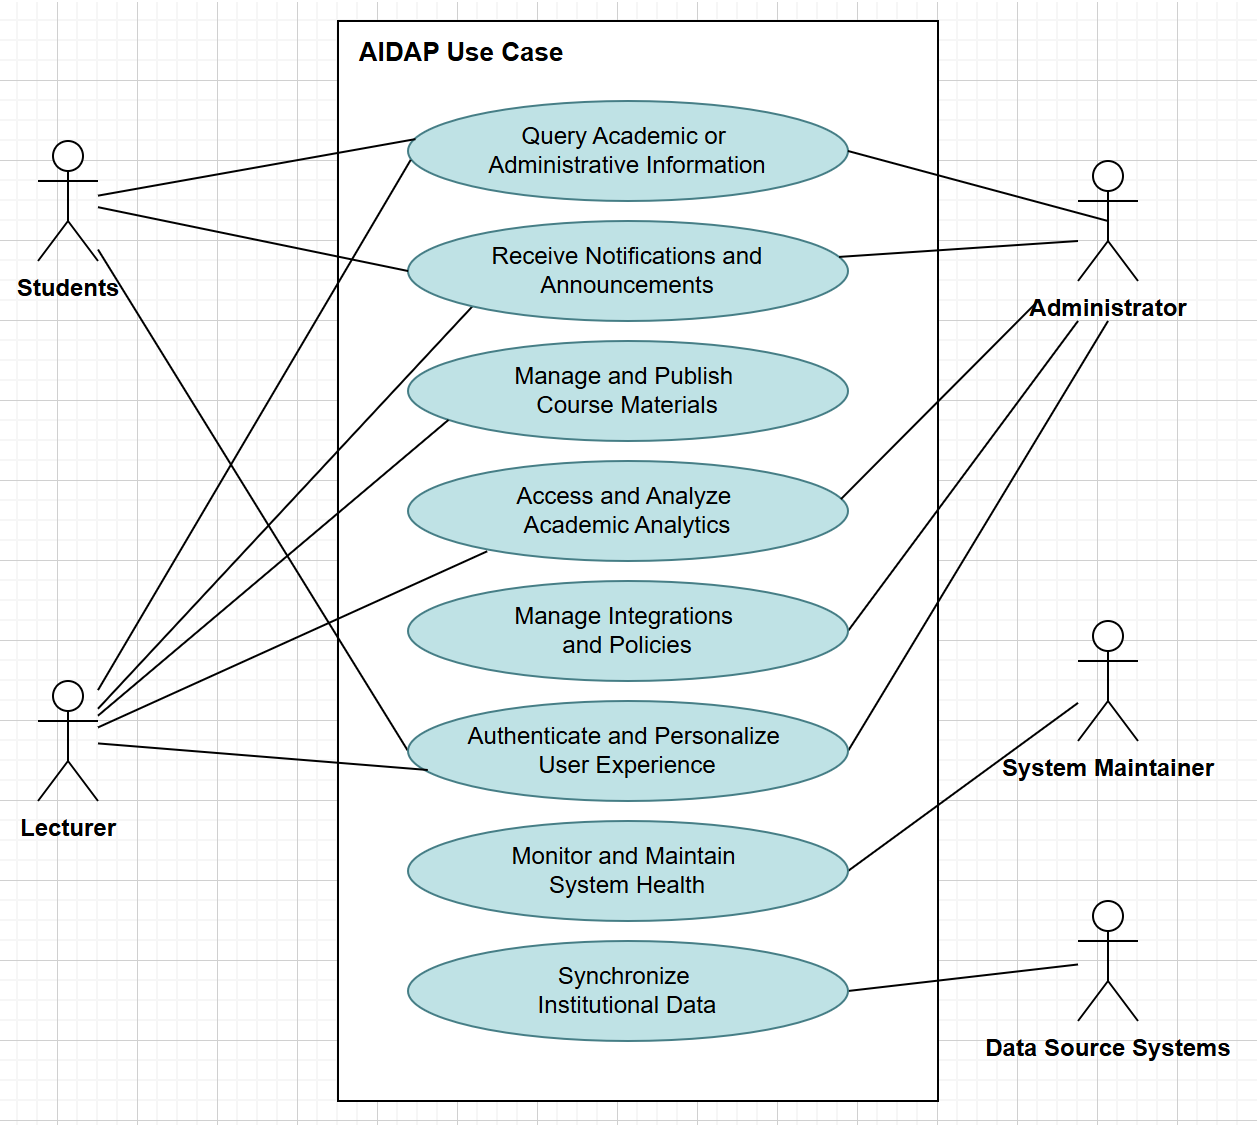 AIDAP Use Case
Query Academic or
Administrative Information
Receive Notifications and
Announcements
Students
Administrator
Manage and Publish
Course Materials
Access and Analyze
Academic Analytics
Manage Integrations
and Policies
Authenticate and Personalize
User Experience
System Maintainer
Lecturer
Monitor and Maintain
System Health
Synchronize
Institutional Data
Data Source Systems